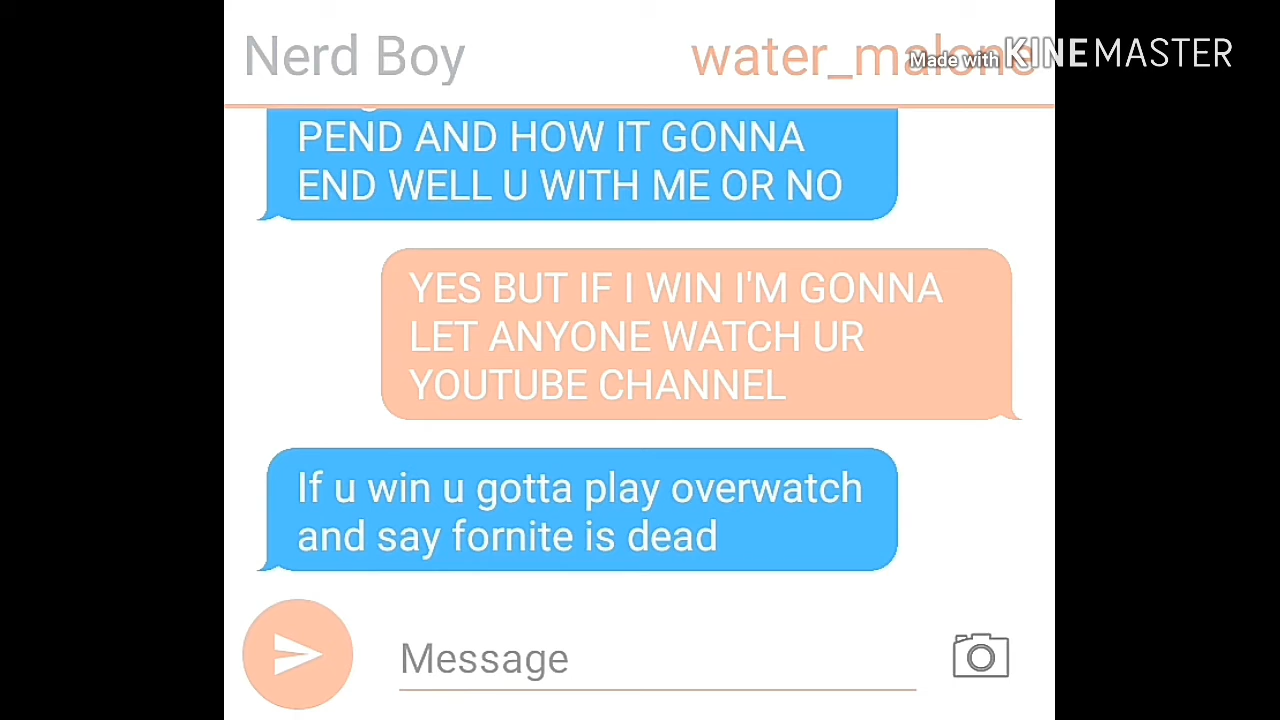 Nerd Boy
water_malone
Made with KINEMASTER
PEND AND HOW IT GONNA
END WELL U WITH ME OR NO
YES BUT IF I WIN I'M GONNA
LET ANYONE WATCH UR
YOUTUBE CHANNEL
If u win u gotta play overwatch
and say fornite is dead
Message